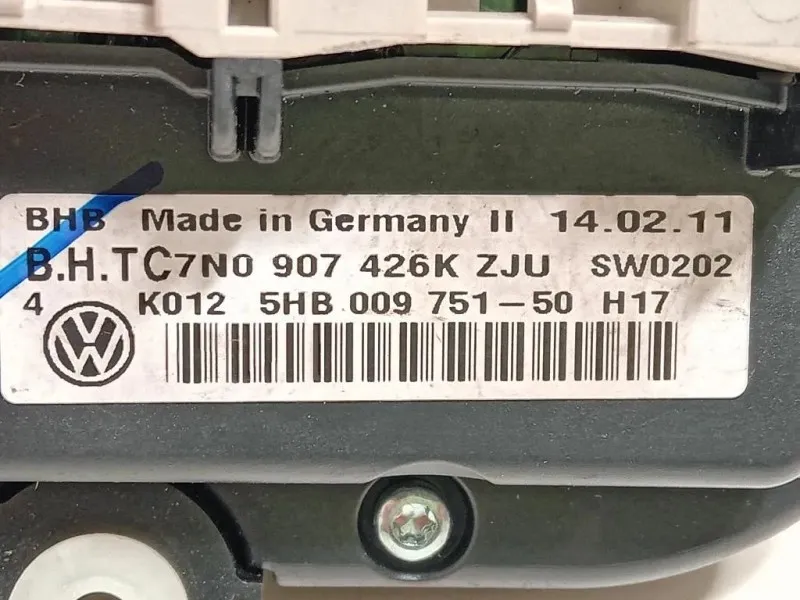 BHB Made in Germany II 14.02.11
B.H.TC7N0 907 426K ZJU SW0202
4 K012 5HB 009 751-50 H17
VW